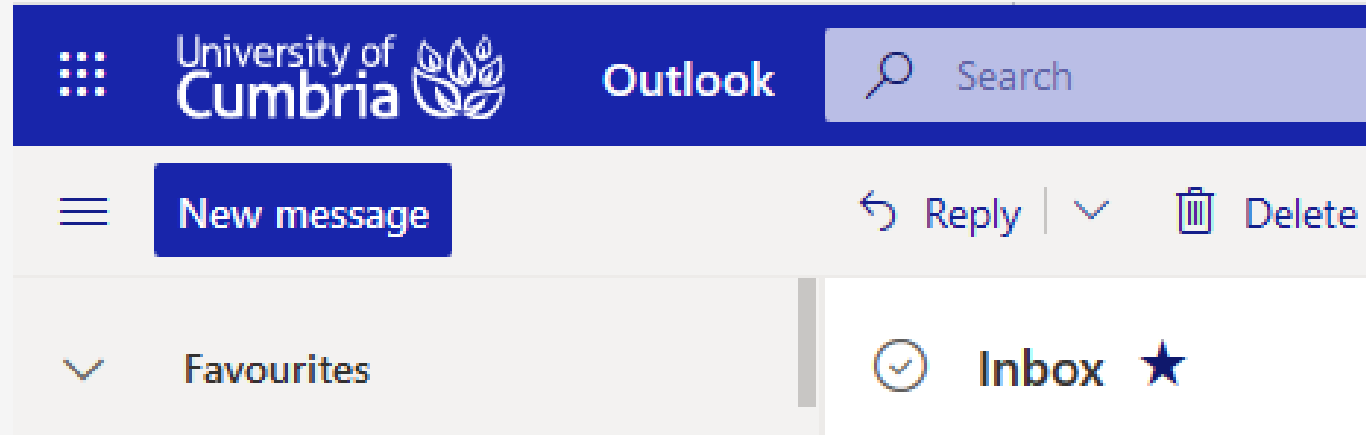 University of
Cumbria
Outlook
Search
New message
Reply
Delete
Favourites
Inbox